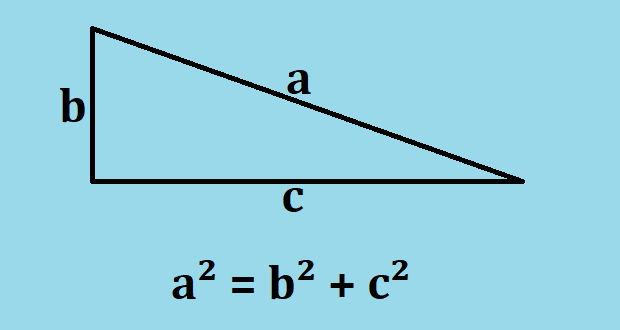 a
b
c
a² = b² + c²